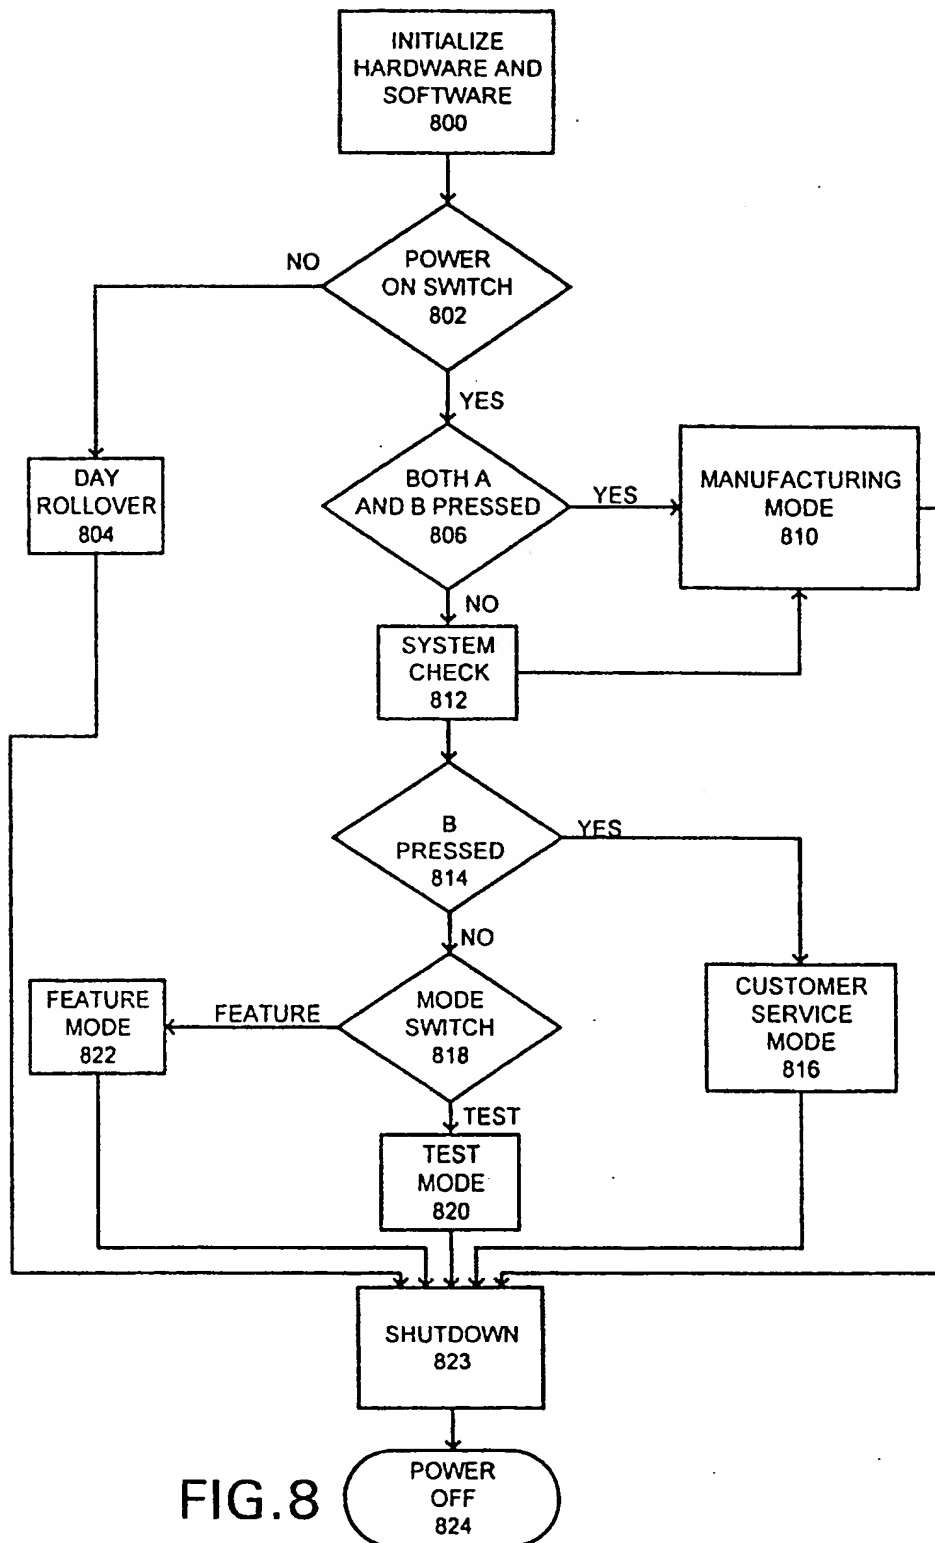 INITIALIZE
HARDWARE AND
SOFTWARE
800
NO
POWER
ON SWITCH
802
YES
DAY
ROLLOVER
804
BOTH A
AND B PRESSED
806
YES
MANUFACTURING
MODE
810
NO
SYSTEM
CHECK
812
B
PRESSED
814
YES
NO
FEATURE
MODE
822
FEATURE
MODE
SWITCH
818
CUSTOMER
SERVICE
MODE
816
TEST
TEST
MODE
820
SHUTDOWN
823
POWER
OFF
824
FIG.8